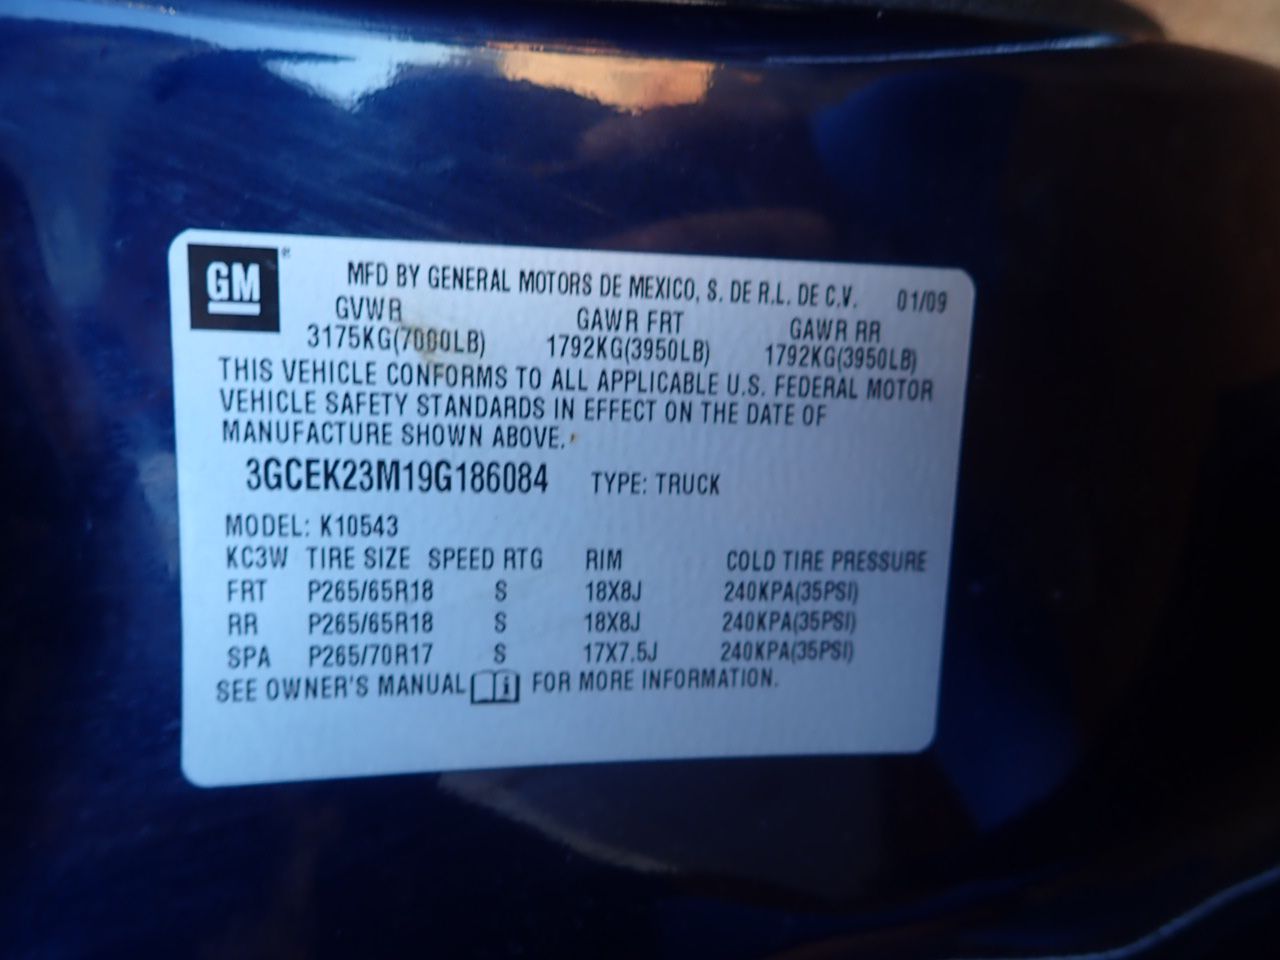 GM ®
MFD BY GENERAL MOTORS DE MEXICO, S. DE R.L. DE C.V. 01/09
GVWR GAWR FRT GAWR RR
3175KG(7000LB) 1792KG(3950LB) 1792KG(3950LB)
THIS VEHICLE CONFORMS TO ALL APPLICABLE U.S. FEDERAL MOTOR
VEHICLE SAFETY STANDARDS IN EFFECT ON THE DATE OF
MANUFACTURE SHOWN ABOVE.
3GCEK23M19G186084 TYPE: TRUCK
MODEL: K10543
KC3W TIRE SIZE SPEED RTG RIM COLD TIRE PRESSURE
FRT P265/65R18 S 18X8J 240KPA(35PSI)
RR P265/65R18 S 18X8J 240KPA(35PSI)
SPA P265/70R17 S 17X7.5J 240KPA(35PSI)
SEE OWNER'S MANUAL i FOR MORE INFORMATION.